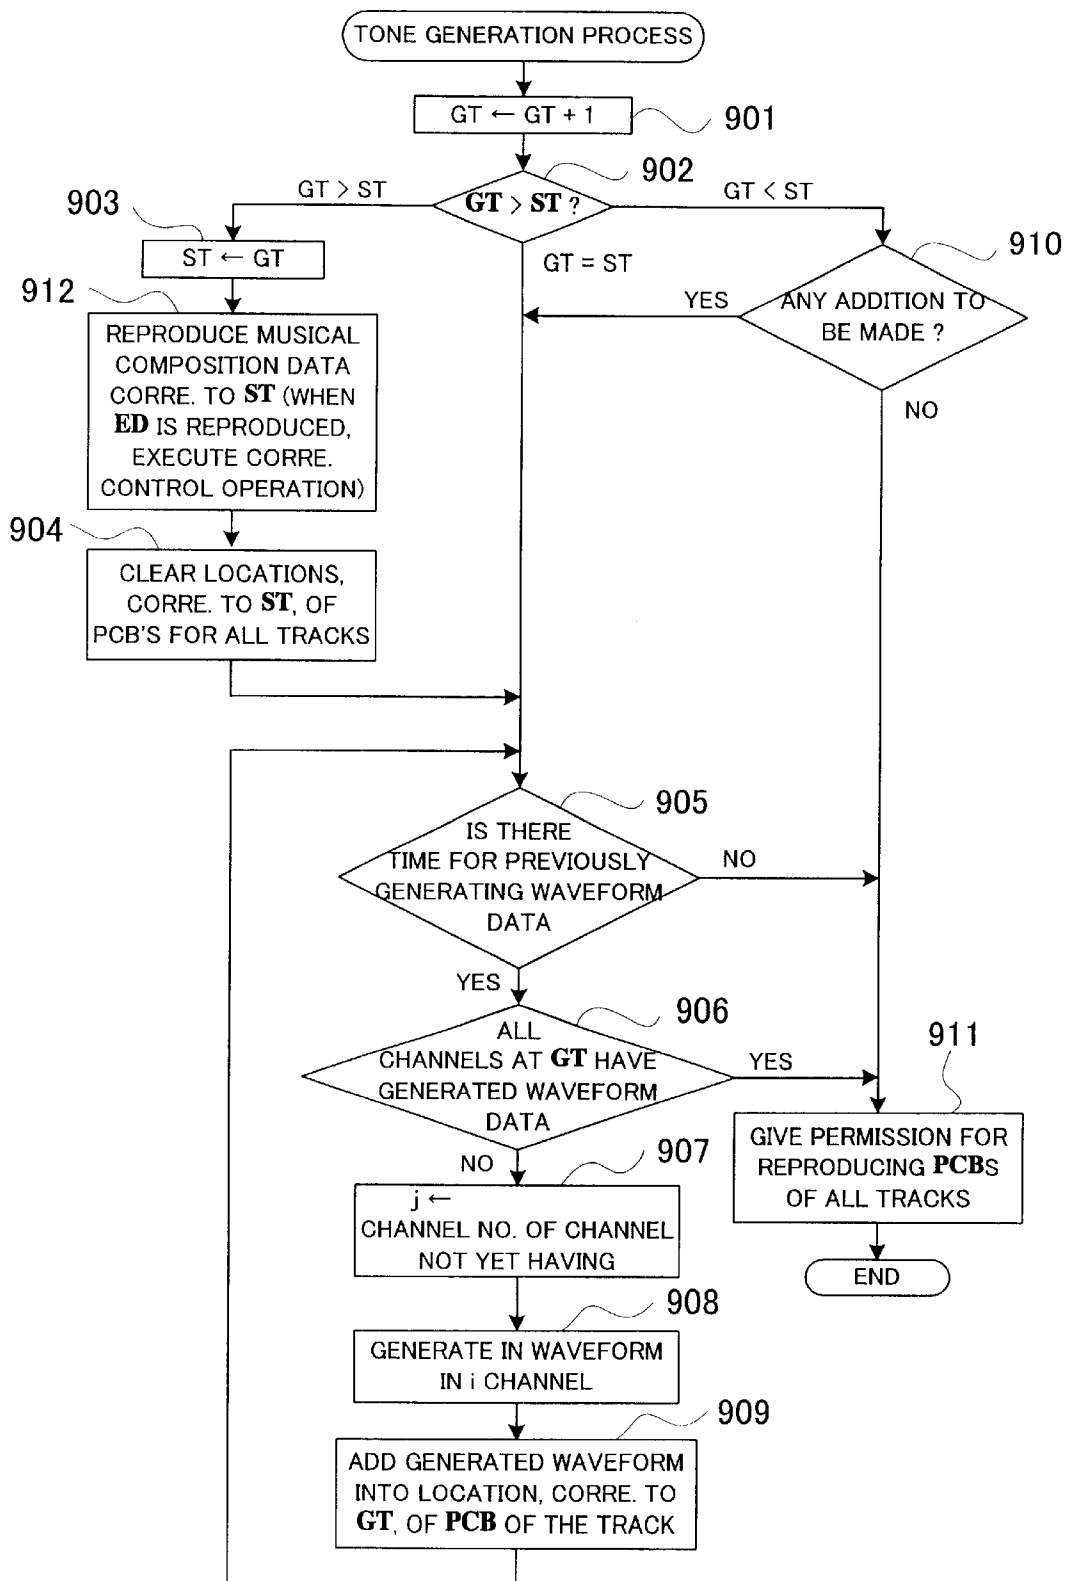 TONE GENERATION PROCESS
GT ← GT + 1
901
902
GT > ST ?
GT > ST
GT < ST
GT = ST
903
ST ← GT
912
REPRODUCE MUSICAL
COMPOSITION DATA
CORRE. TO ST (WHEN
ED IS REPRODUCED,
EXECUTE CORRE.
CONTROL OPERATION)
904
CLEAR LOCATIONS,
CORRE. TO ST, OF
PCB'S FOR ALL TRACKS
910
ANY ADDITION TO
BE MADE ?
YES
NO
905
IS THERE
TIME FOR PREVIOUSLY
GENERATING WAVEFORM
DATA
NO
YES
906
ALL
CHANNELS AT GT HAVE
GENERATED WAVEFORM
DATA
YES
NO
911
GIVE PERMISSION FOR
REPRODUCING PCBS
OF ALL TRACKS
END
907
j ←
CHANNEL NO. OF CHANNEL
NOT YET HAVING
908
GENERATE IN WAVEFORM
IN i CHANNEL
909
ADD GENERATED WAVEFORM
INTO LOCATION, CORRE. TO
GT, OF PCB OF THE TRACK